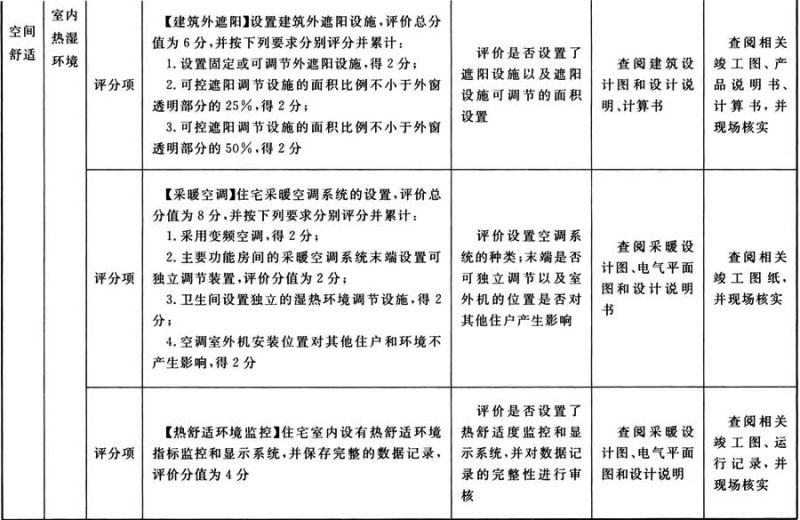 空间
舒适
室内
热湿
环境
评分项
【建筑外遮阳】设置建筑外遮阳设施,评价总分
值为6分,并按下列要求分别评分并累计:
1.设置固定或可调节外遮阳设施,得2分;
2.可控遮阳调节设施的面积比例不小于外窗
透明部分的25%,得2分;
3.可控遮阳调节设施的面积比例不小于外窗
透明部分的50%,得2分
评价是否设置了
遮阳设施以及遮阳
设施可调节的面积
设置
查阅建筑设
计图和设计说
明、计算书
查阅相关
竣工图、产
品说明书、
计算书,并
现场核实
评分项
【采暖空调】住宅采暖空调系统的设置,评价总
分值为8分,并按下列要求分别评分并累计:
1.采用变频空调,得2分;
2.主要功能房间的采暖空调系统末端设置可
独立调节装置,评价分值为2分;
3.卫生间设置独立的湿热环境调节设施,得2
分;
4.空调室外机安装位置对其他住户和环境不
产生影响,得2分
评价设置空调系
统的种类;末端是否
可独立调节以及室
外机的位置是否对
其他住户产生影响
查阅采暖设
计图、电气平面
图和设计说明
书
查阅相关
竣工图纸,
并现场核实
评分项
【热舒适环境监控】住宅室内设有热舒适环境
指标监控和显示系统,并保存完整的数据记录,
评价分值为4分
评价是否设置了
热舒适度监控和显
示系统,并对数据记
录的完整性进行审
核
查阅采暖设
计图、电气平面
图和设计说明
查阅相关
竣工图、运
行记录,并
现场核实